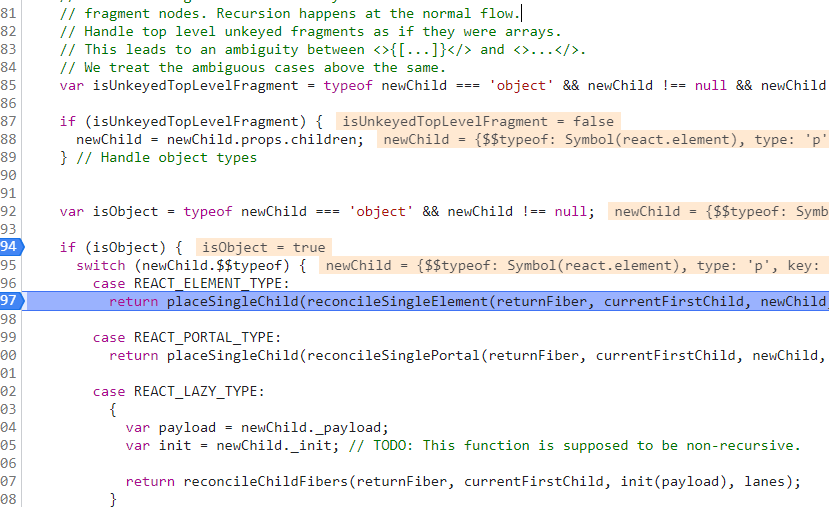 81 // fragment nodes. Recursion happens at the normal flow.
82 // Handle top level unkeyed fragments as if they were arrays.
83 // This leads to an ambiguity between <>{[...]}</> and <>...</>.
84 // We treat the ambiguous cases above the same.
85 var isUnkeyedTopLevelFragment = typeof newChild === 'object' && newChild !== null && newChild
86
87 if (isUnkeyedTopLevelFragment) { isUnkeyedTopLevelFragment = false
88 newChild = newChild.props.children; newChild = {$$typeof: Symbol(react.element), type: 'p'
89 } // Handle object types
90
91
92 var isObject = typeof newChild === 'object' && newChild !== null; newChild = {$$typeof: Symb
93
94 if (isObject) { isObject = true
95 switch (newChild.$$typeof) { newChild = {$$typeof: Symbol(react.element), type: 'p', key:
96 case REACT_ELEMENT_TYPE:
97 return placeSingleChild(reconcileSingleElement(returnFiber, currentFirstChild, newChild
98
99 case REACT_PORTAL_TYPE:
00 return placeSingleChild(reconcileSinglePortal(returnFiber, currentFirstChild, newChild,
01
02 case REACT_LAZY_TYPE:
03 {
04 var payload = newChild._payload;
05 var init = newChild._init; // TODO: This function is supposed to be non-recursive.
06
07 return reconcileChildFibers(returnFiber, currentFirstChild, init(payload), lanes);
08 }